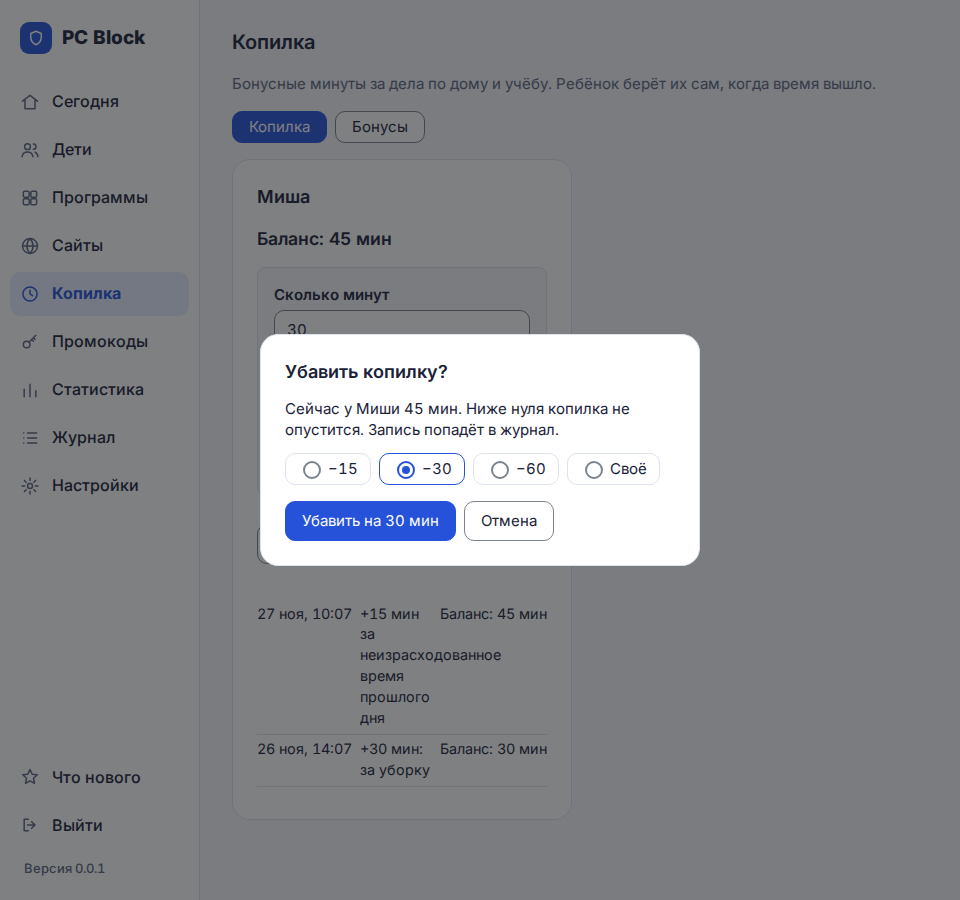 PC Block
Сегодня
Дети
Программы
Сайты
Копилка
Промокоды
Статистика
Журнал
Настройки
Что нового
Выйти
Версия 0.0.1
Копилка
Бонусные минуты за дела по дому и учёбу. Ребёнок берёт их сам, когда время вышло.
Копилка
Бонусы
Миша
Баланс: 45 мин
Сколько минут
30
Убавить копилку?
Сейчас у Миши 45 мин. Ниже нуля копилка не
опустится. Запись попадёт в журнал.
−15
−30
−60
Своё
Убавить на 30 мин
Отмена
27 ноя, 10:07 +15 мин Баланс: 45 мин
за
неизрасходованное
время
прошлого
дня
26 ноя, 14:07 +30 мин: Баланс: 30 мин
за уборку